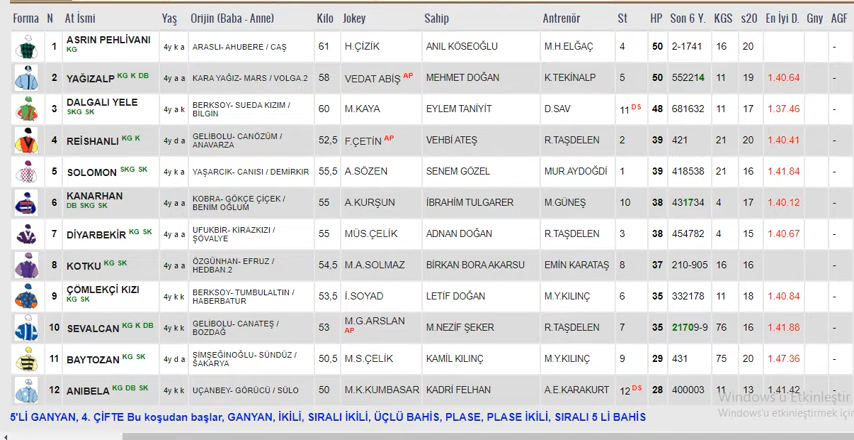 Forma N At İsmi Yaş Orijin (Baba - Anne) Kilo Jokey Sahip Antrenör St HP Son 6 Y. KGS s20 En İyi D. Gny AGF
1 ASRIN PEHLİVANI KG 4y k a ARASLI- AHUBERE / CAŞ 61 H.ÇİZİK ANIL KÖSEOĞLU M.H.ELĞAÇ 4 50 2-1741 16 20 -
2 YAĞIZALP KG K DB 4y a a KARA YAĞIZ- MARS / VOLGA.2 58 VEDAT ABİŞ AP MEHMET DOĞAN K.TEKİNALP 5 50 552214 11 19 1.40.64 -
3 DALGALI YELE SKG SK 4y a k BERKSOY- SUEDA KIZIM / BİLGİN 60 M.KAYA EYLEM TANİYİT D.SAV 11 DS 48 681632 11 17 1.37.46 -
4 REİSHANLI KG K 4y d a GELİBOLU- CANÖZÜM / ANAVARZA 52,5 F.ÇETİN AP VEHBİ ATEŞ R.TAŞDELEN 2 39 421 21 20 1.40.41 -
5 SOLOMON SKG SK 4y k a YAŞARCIK- CANISI / DEMİRKIR 55,5 A.SÖZEN SENEM GÖZEL MUR.AYDOĞDİ 1 39 418538 21 16 1.41.84 -
6 KANARHAN DB SKG SK 4y a a KOBRA- GÖKÇE ÇİÇEK / BENIM OĞLUM 55 A.KURŞUN İBRAHİM TULGARER M.GÜNEŞ 10 38 431734 4 17 1.40.12 -
7 DİYARBEKİR KG SK 4y a a UFUKBİR- KİRAZKIZI / ŞÖVALYE 55 MÜS.ÇELİK ADNAN DOĞAN R.TAŞDELEN 3 38 454782 4 15 1.40.67 -
8 KOTKU KG SK 4y a a ÖZGÜNHAN- EFRUZ / HEDBAN.2 54,5 M.A.SOLMAZ BİRKAN BORA AKARSU EMİN KARATAŞ 8 37 210-905 16 16 -
9 ÇÖMLEKÇİ KIZI KG SK 4y k k BERKSOY- TUMBULALTIN / HABERBATUR 53,5 İ.SOYAD LETİF DOĞAN M.Y.KILINÇ 6 35 332178 11 18 1.40.84 -
10 SEVALCAN KG K DB 4y k k GELİBOLU- CANATEŞ / BOZDAĞ 53 M.G.ARSLAN AP M.NEZİF ŞEKER R.TAŞDELEN 7 35 21709-9 76 16 1.41.88 -
11 BAYTOZAN KG SK 4y d a ŞİMŞEĞİNOĞLU- SÜNDÜZ / SAKARYA 50,5 M.S.ÇELİK KAMİL KILINÇ M.Y.KILINÇ 9 29 431 75 20 1.47.36 -
12 ANIBELA KG DB SK 4y k k UÇANBEY- GÖRÜCÜ / SÜLO 50 M.K.KUMBASAR KADRİ FELHAN A.E.KARAKURT 12 DS 28 400003 11 13 1.41.42 -
Windows'u Etkinleştir
Windows'u etkinleştirmek için
5'Lİ GANYAN, 4. ÇİFTE Bu koşudan başlar, GANYAN, İKİLİ, SIRALI İKİLİ, ÜÇLÜ BAHİS, PLASE, PLASE İKİLİ, SIRALI 5 Lİ BAHİS